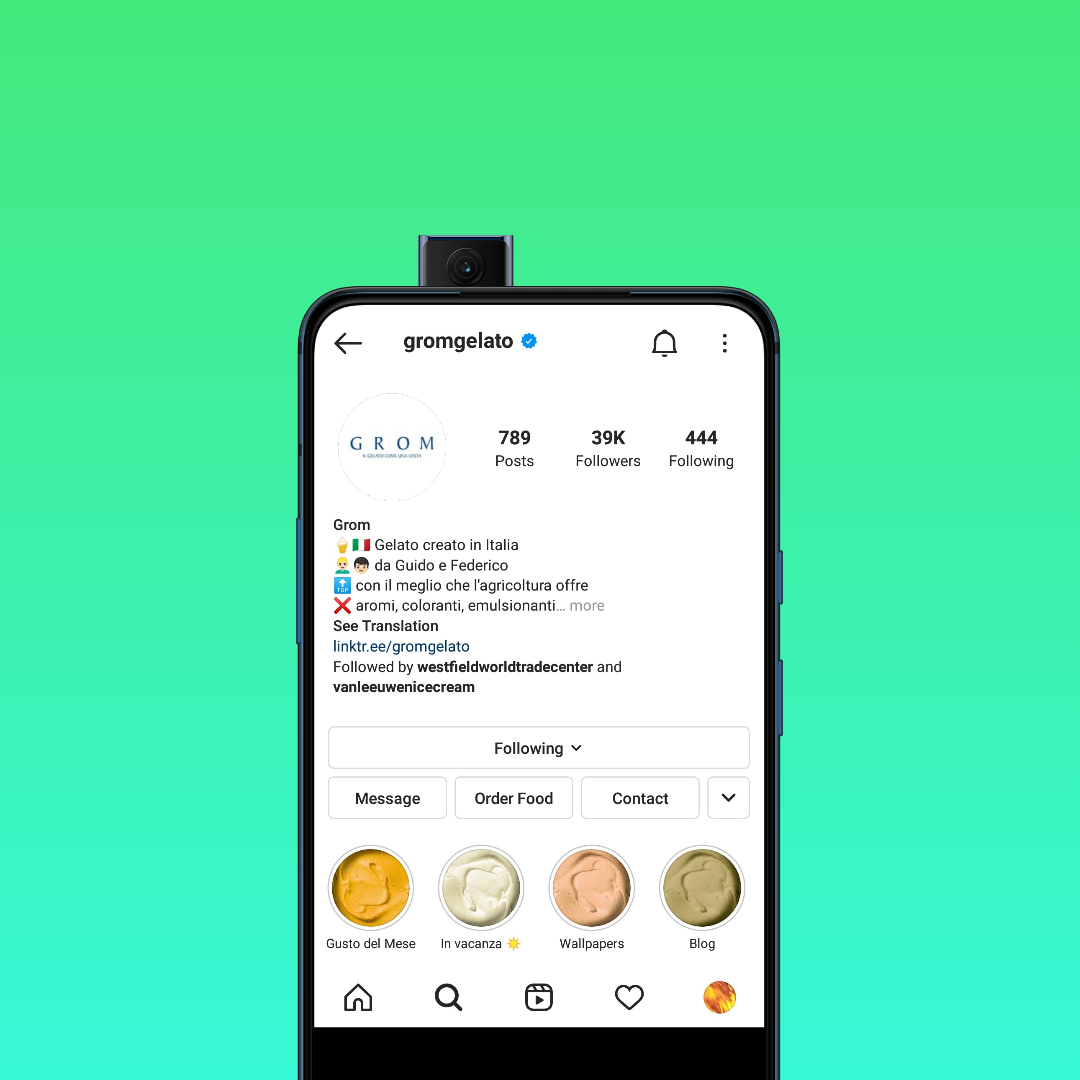 gromgelato
GROM
IL GELATO COME UNA VOLTA
789 39K 444
Posts Followers Following
Grom
🍦🇮🇹 Gelato creato in Italia
👱🏻‍♂️👦🏻 da Guido e Federico
🔝 con il meglio che l'agricoltura offre
❌ aromi, coloranti, emulsionanti... more
See Translation
linktr.ee/gromgelato
Followed by westfieldworldtradecenter and
vanleeuwenicecream
Following
Message Order Food Contact
Gusto del Mese In vacanza ☀️ Wallpapers Blog